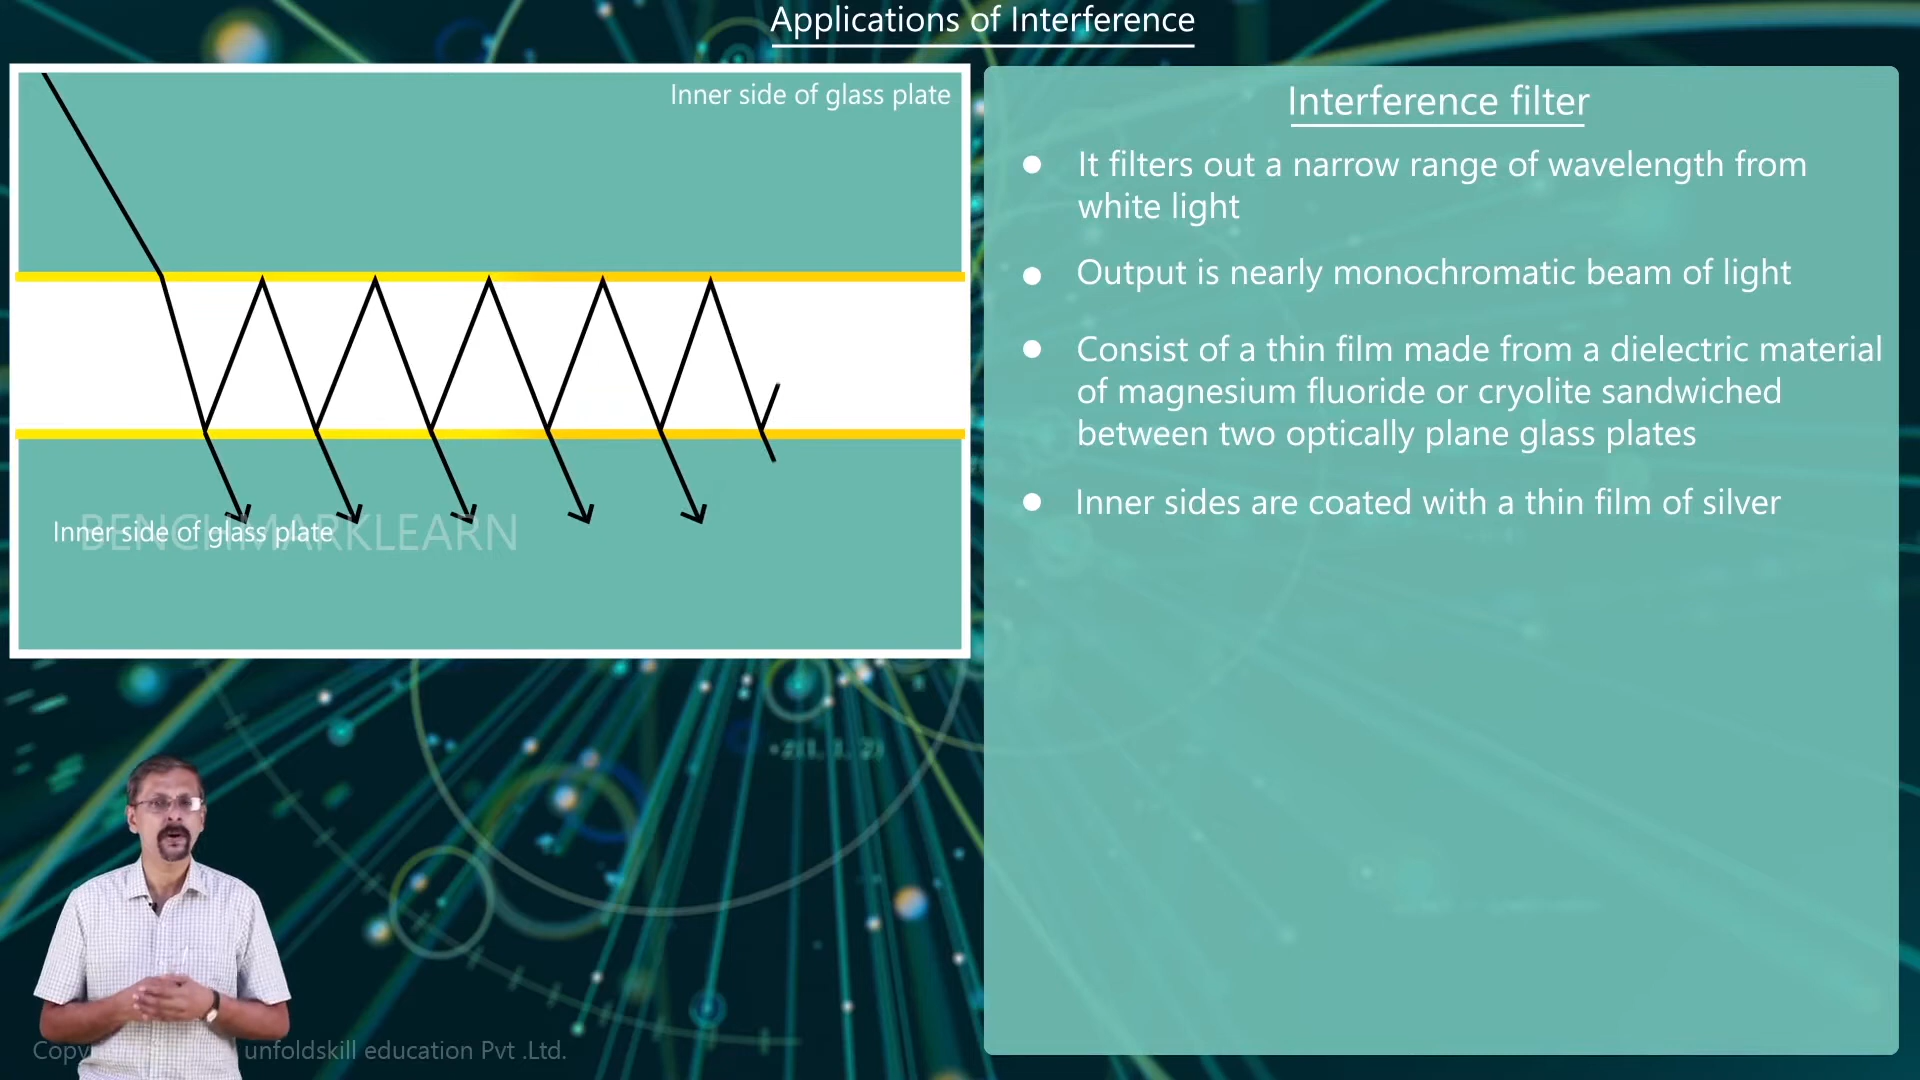 Applications of Interference
Inner side of glass plate
Inner side of glass plate
BENCHMARKLEARN
Interference filter
● It filters out a narrow range of wavelength from
white light
● Output is nearly monochromatic beam of light
● Consist of a thin film made from a dielectric material
of magnesium fluoride or cryolite sandwiched
between two optically plane glass plates
● Inner sides are coated with a thin film of silver
unfoldskill education Pvt .Ltd.